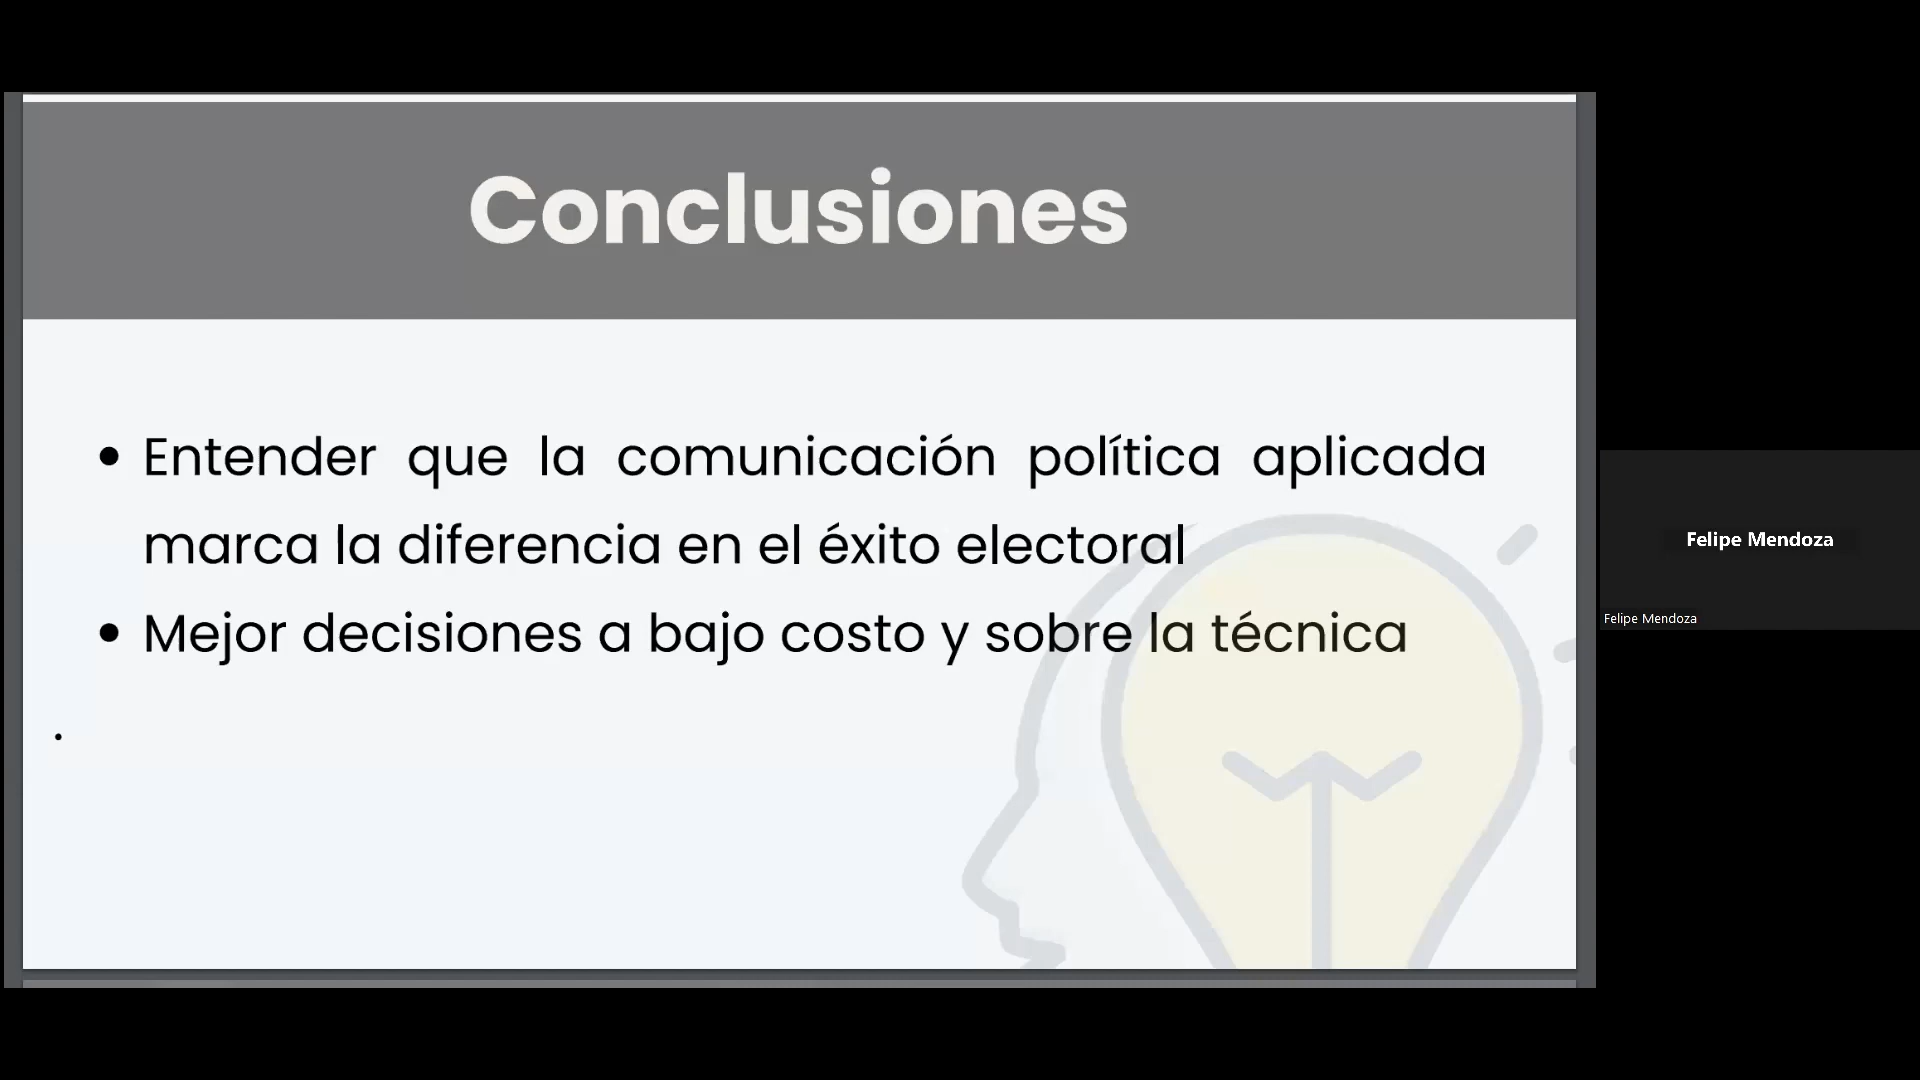 Conclusiones
• Entender que la comunicación política aplicada
marca la diferencia en el éxito electoral
• Mejor decisiones a bajo costo y sobre la técnica
.
Felipe Mendoza
Felipe Mendoza